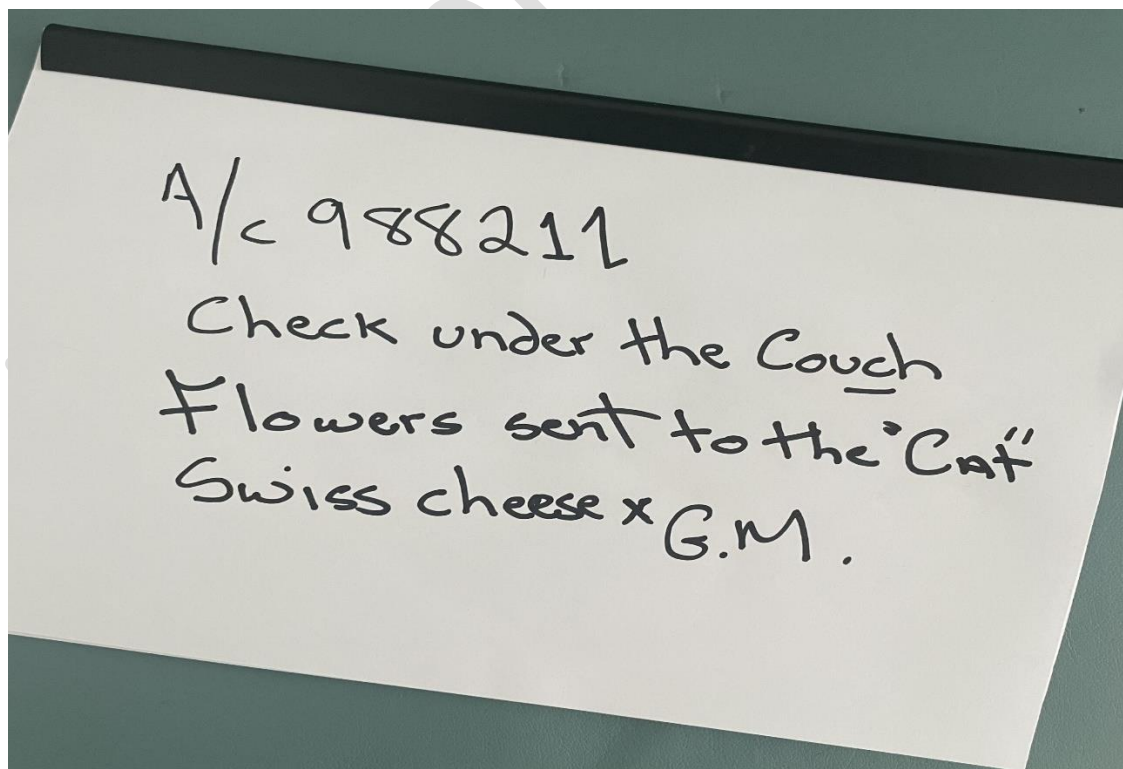 A/c 988211
Check under the Couch
Flowers sent to the "Cat"
Swiss cheese x G.M.